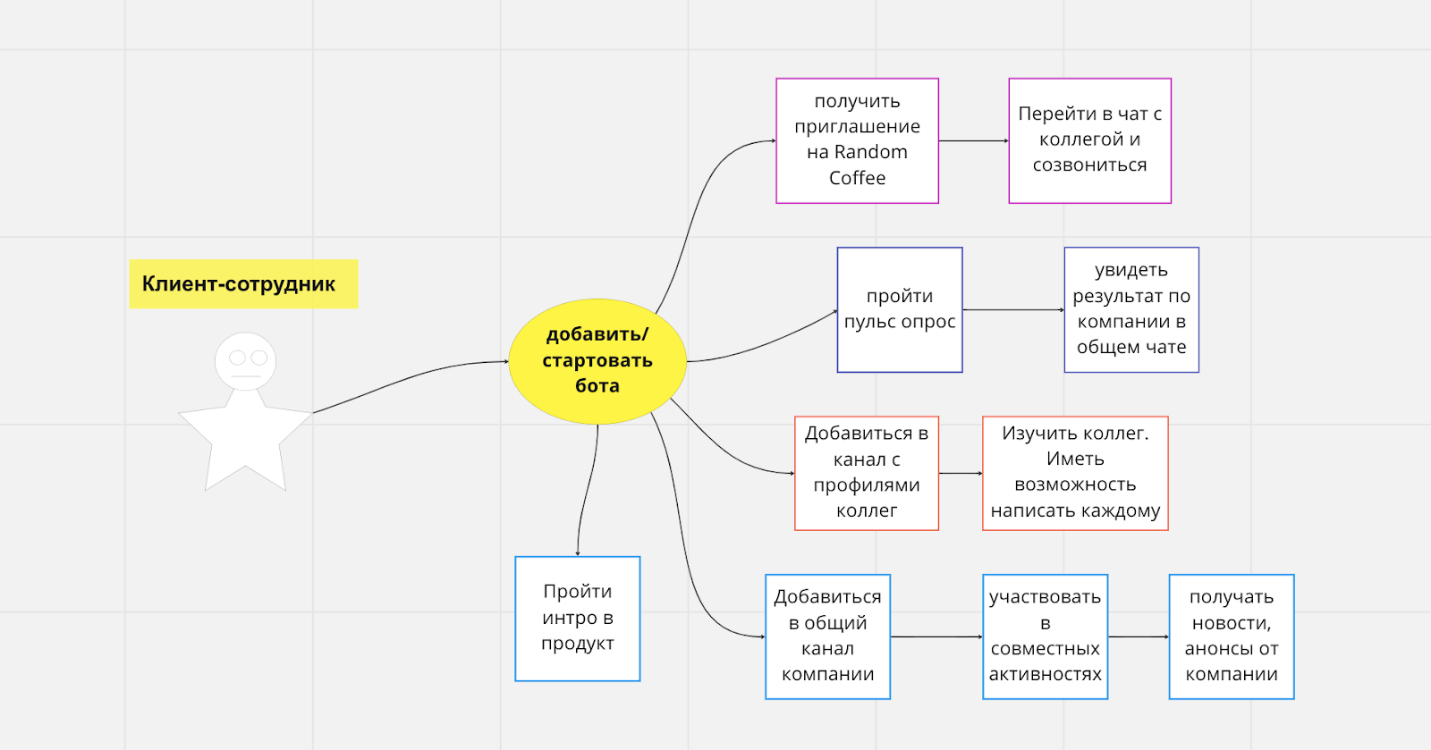 получить
приглашение
на Random
Coffee
Перейти в чат с
коллегой и
созвониться
Клиент-сотрудник
добавить/
стартовать
бота
пройти
пульс опрос
увидеть
результат по
компании в
общем чате
Добавиться в
канал с
профилями
коллег
Изучить коллег.
Иметь
возможность
написать каждому
Пройти
интро в
продукт
Добавиться
в общий
канал
компании
участвовать
в
совместных
активностях
получать
новости,
анонсы от
компании